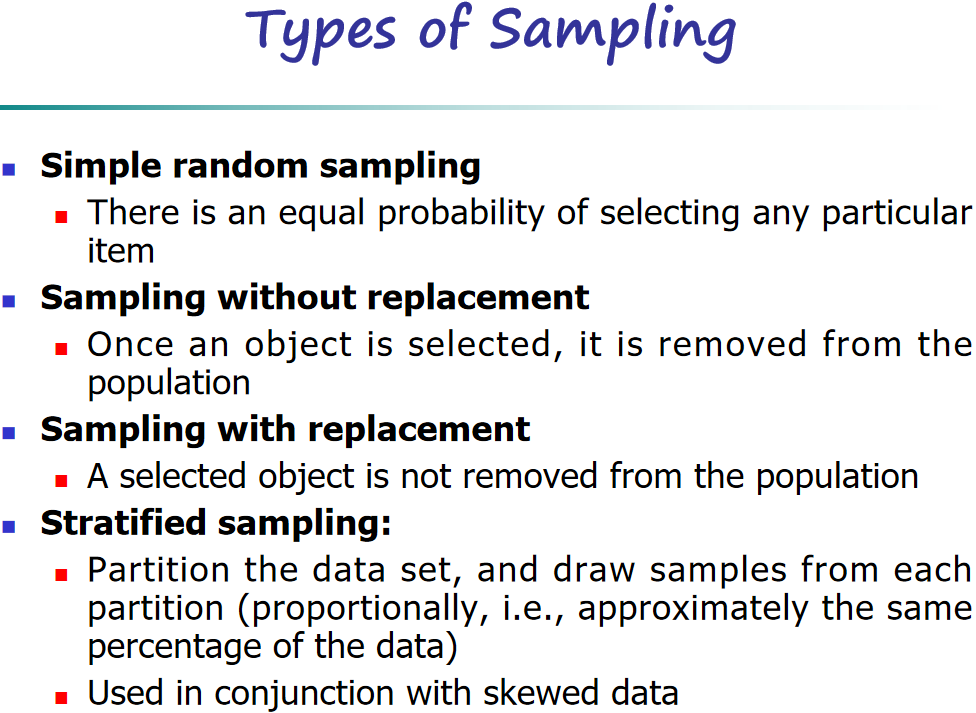 Types of Sampling
Simple random sampling
There is an equal probability of selecting any particular
item
Sampling without replacement
Once an object is selected, it is removed from the
population
Sampling with replacement
A selected object is not removed from the population
Stratified sampling:
Partition the data set, and draw samples from each
partition (proportionally, i.e., approximately the same
percentage of the data)
Used in conjunction with skewed data